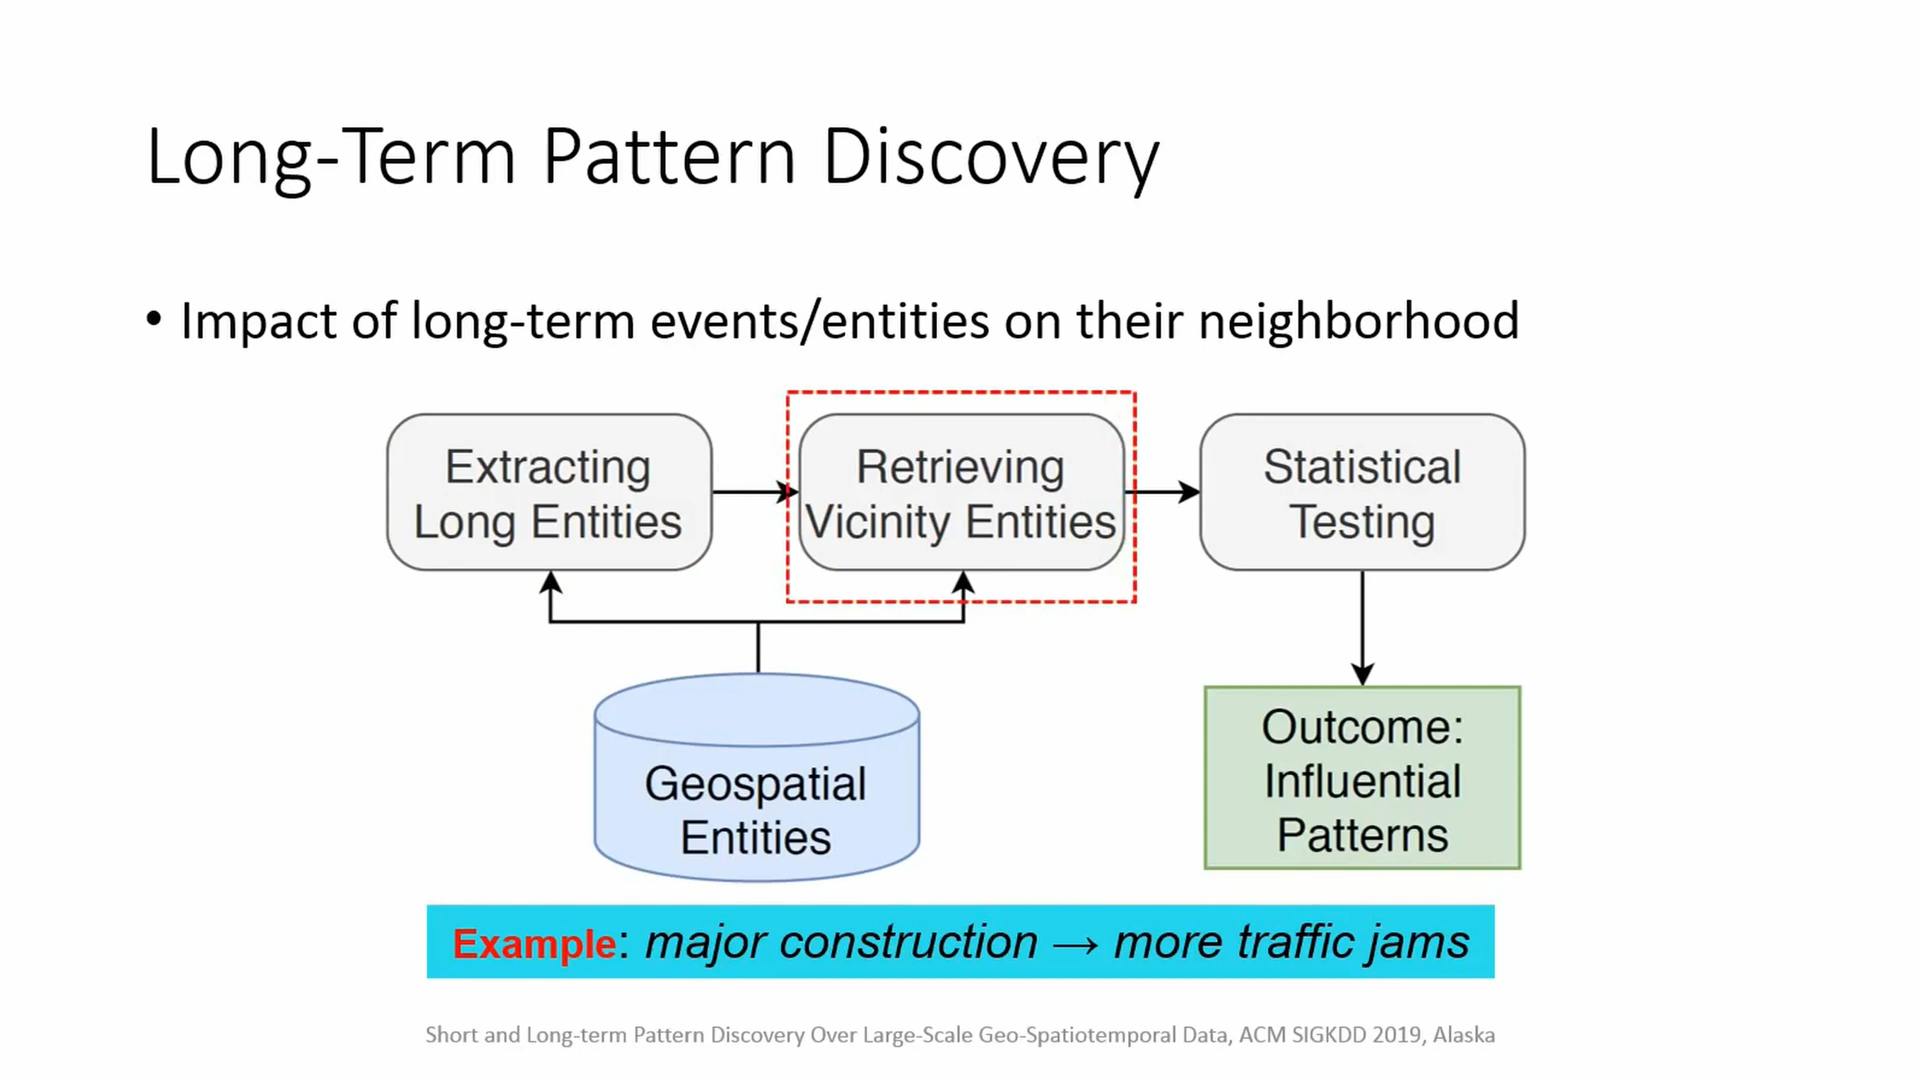 Long-Term Pattern Discovery
• Impact of long-term events/entities on their neighborhood
Extracting
Long Entities
Retrieving
Vicinity Entities
Statistical
Testing
Geospatial
Entities
Outcome:
Influential
Patterns
Example: major construction → more traffic jams
Short and Long-term Pattern Discovery Over Large-Scale Geo-Spatiotemporal Data, ACM SIGKDD 2019, Alaska